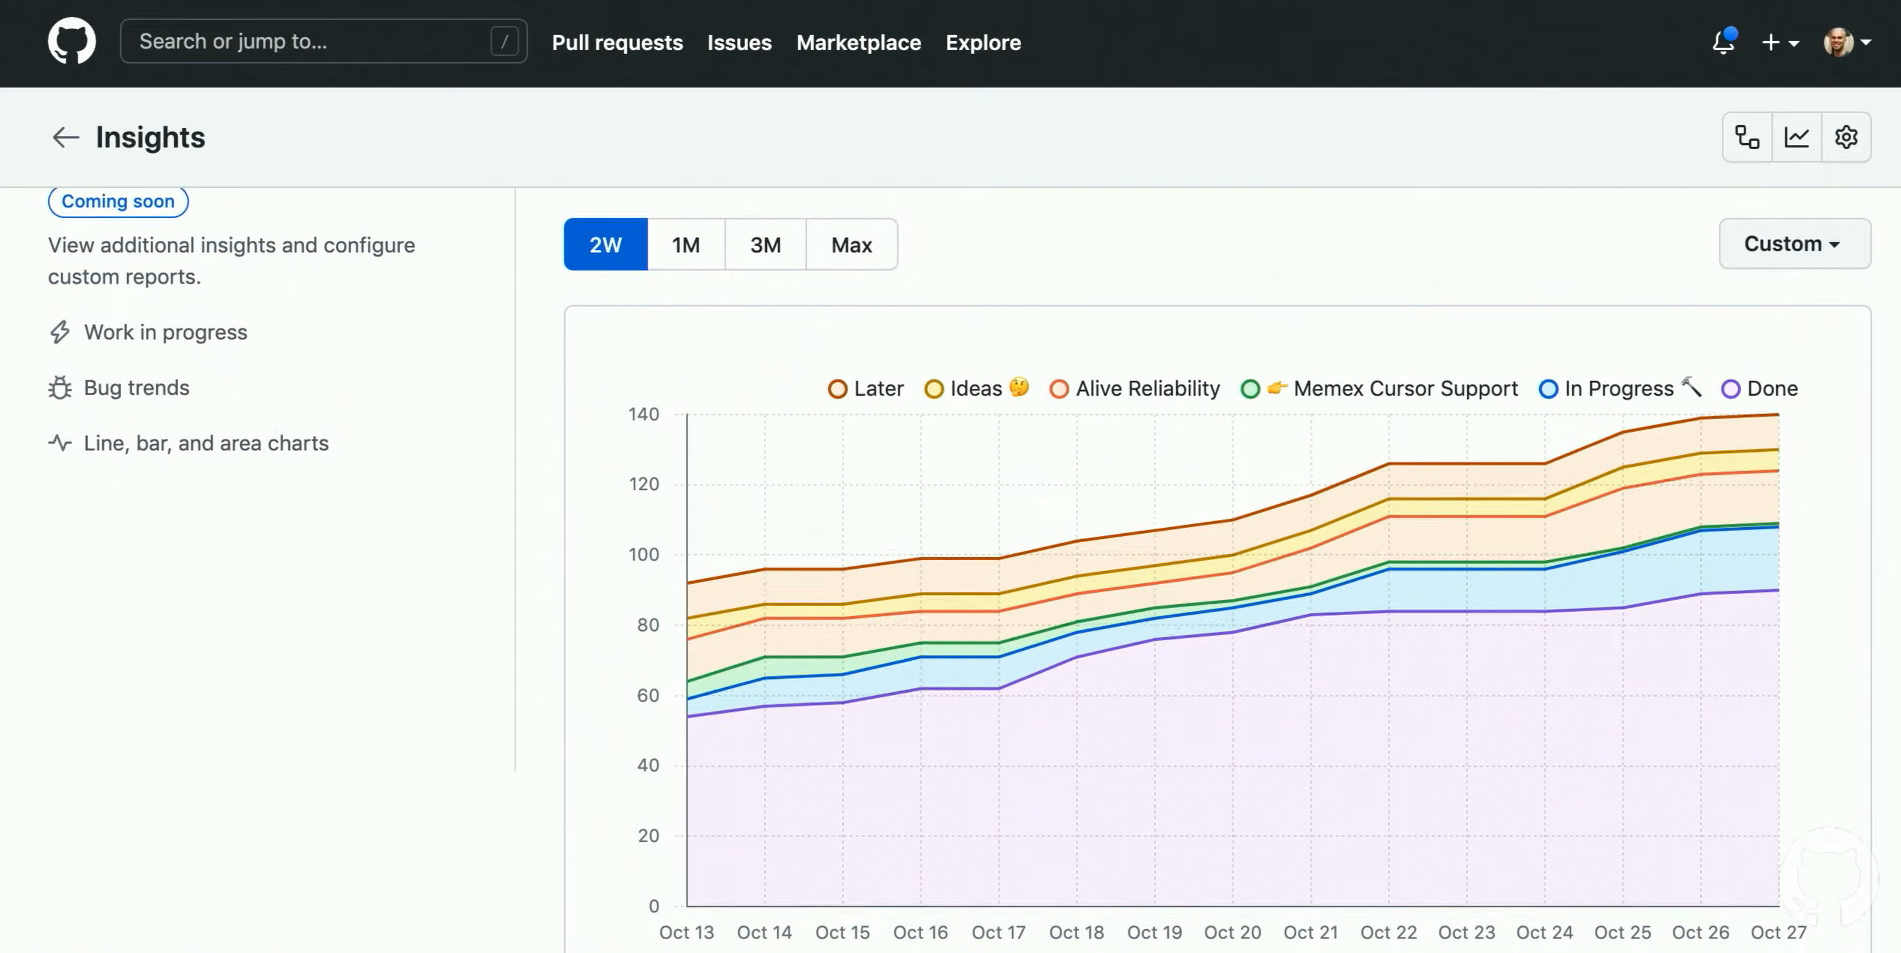 Search or jump to... /
Pull requests Issues Marketplace Explore
Insights
Coming soon
View additional insights and configure
custom reports.
Work in progress
Bug trends
Line, bar, and area charts
2W 1M 3M Max
Custom
Later Ideas 🤔 Alive Reliability 👉 Memex Cursor Support In Progress 🔨 Done
140
120
100
80
60
40
20
0
Oct 13 Oct 14 Oct 15 Oct 16 Oct 17 Oct 18 Oct 19 Oct 20 Oct 21 Oct 22 Oct 23 Oct 24 Oct 25 Oct 26 Oct 27